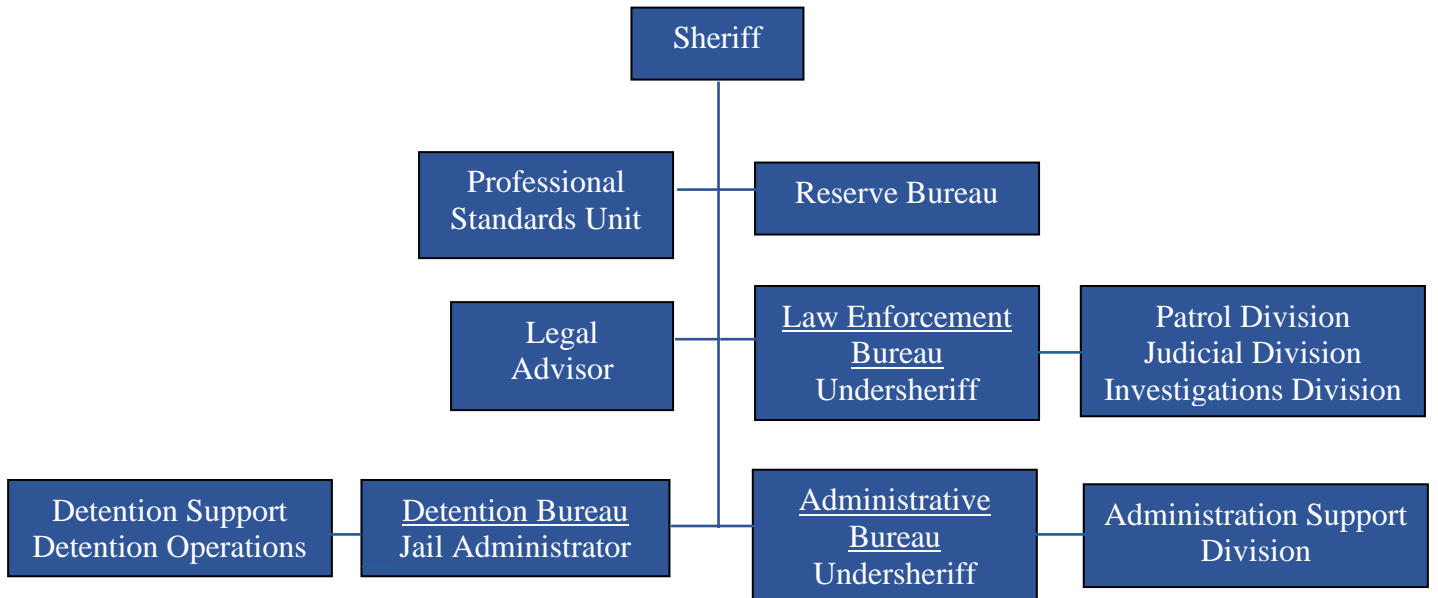 Sheriff
Professional
Standards Unit
Reserve Bureau
Legal
Advisor
Law Enforcement
Bureau
Undersheriff
Patrol Division
Judicial Division
Investigations Division
Detention Support
Detention Operations
Detention Bureau
Jail Administrator
Administrative
Bureau
Undersheriff
Administration Support
Division